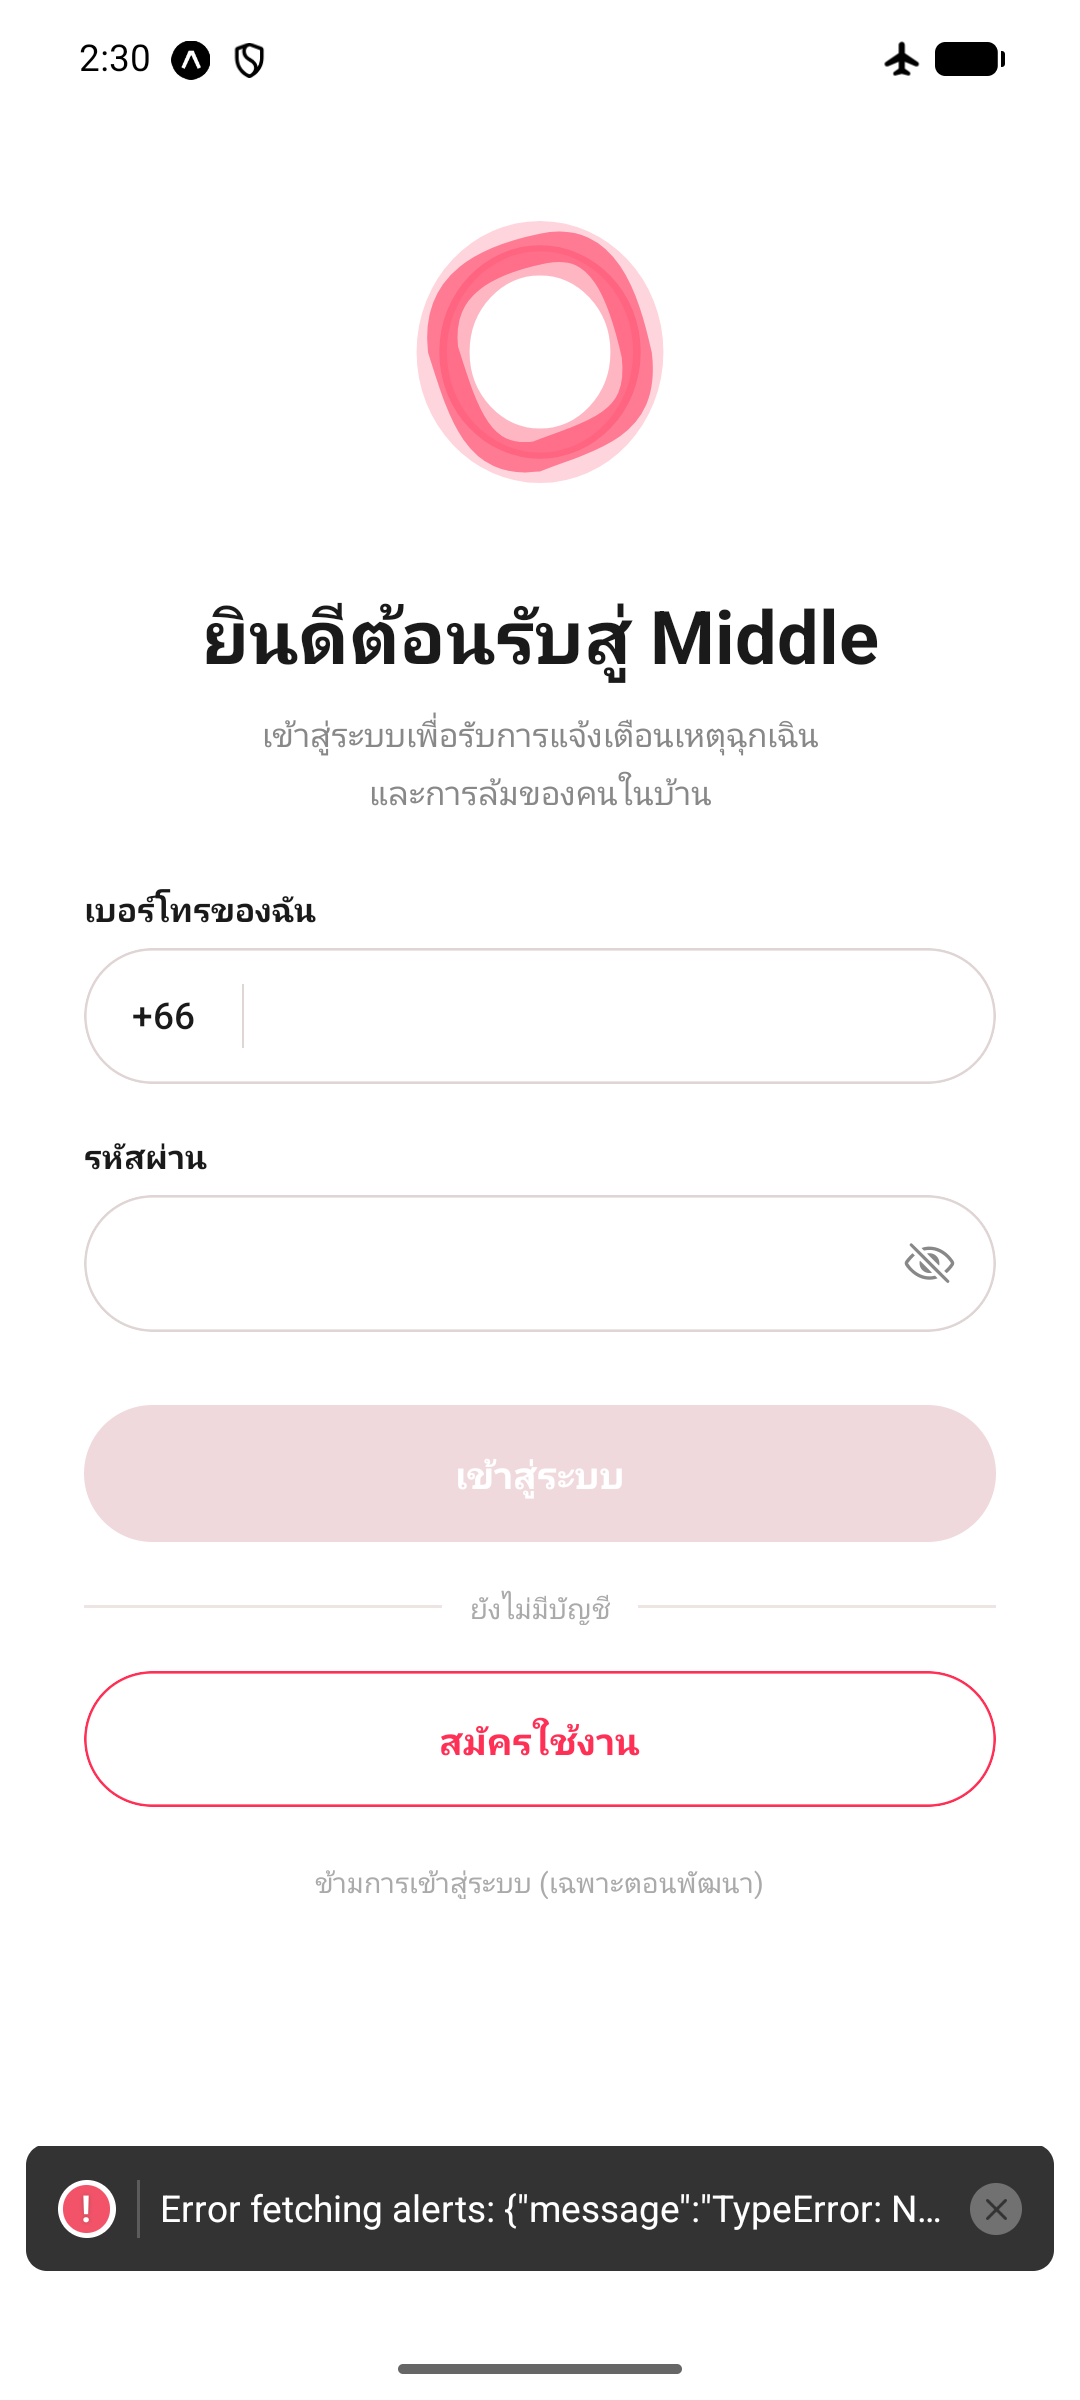 2:30
ยินดีต้อนรับสู่ Middle
เข้าสู่ระบบเพื่อรับการแจ้งเตือนเหตุฉุกเฉิน
และการล้มของคนในบ้าน
เบอร์โทรของฉัน
+66
รหัสผ่าน
เข้าสู่ระบบ
ยังไม่มีบัญชี
สมัครใช้งาน
ข้ามการเข้าสู่ระบบ (เฉพาะตอนพัฒนา)
! Error fetching alerts: {"message":"TypeError: N...